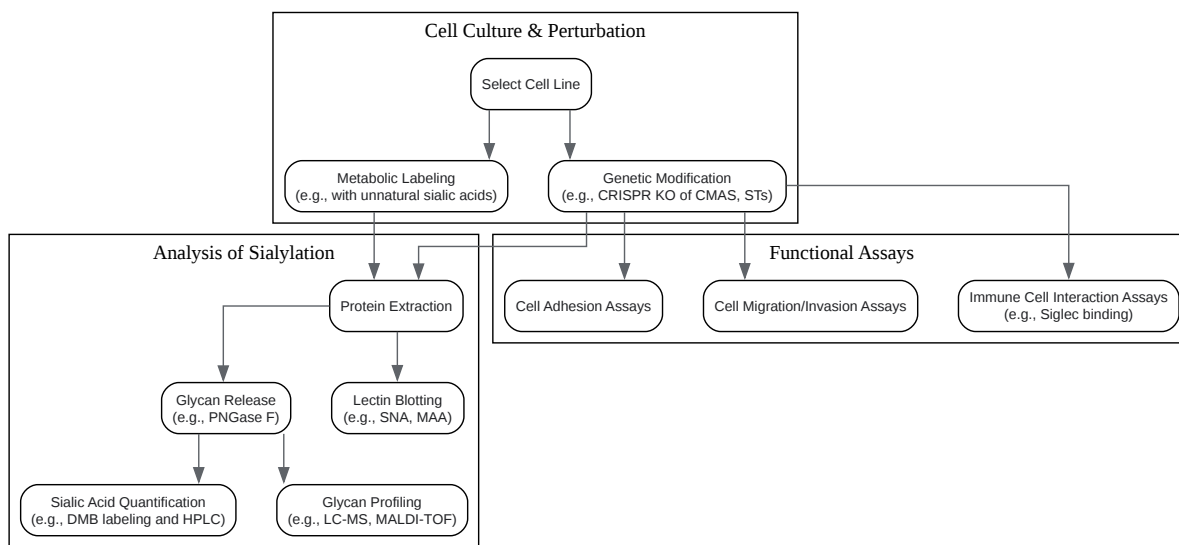 Cell Culture & Perturbation
Select Cell Line
Metabolic Labeling
(e.g., with unnatural sialic acids)
Genetic Modification
(e.g., CRISPR KO of CMAS, STs)
Analysis of Sialylation
Protein Extraction
Glycan Release
(e.g., PNGase F)
Lectin Blotting
(e.g., SNA, MAA)
Sialic Acid Quantification
(e.g., DMB labeling and HPLC)
Glycan Profiling
(e.g., LC-MS, MALDI-TOF)
Functional Assays
Cell Adhesion Assays
Cell Migration/Invasion Assays
Immune Cell Interaction Assays
(e.g., Siglec binding)